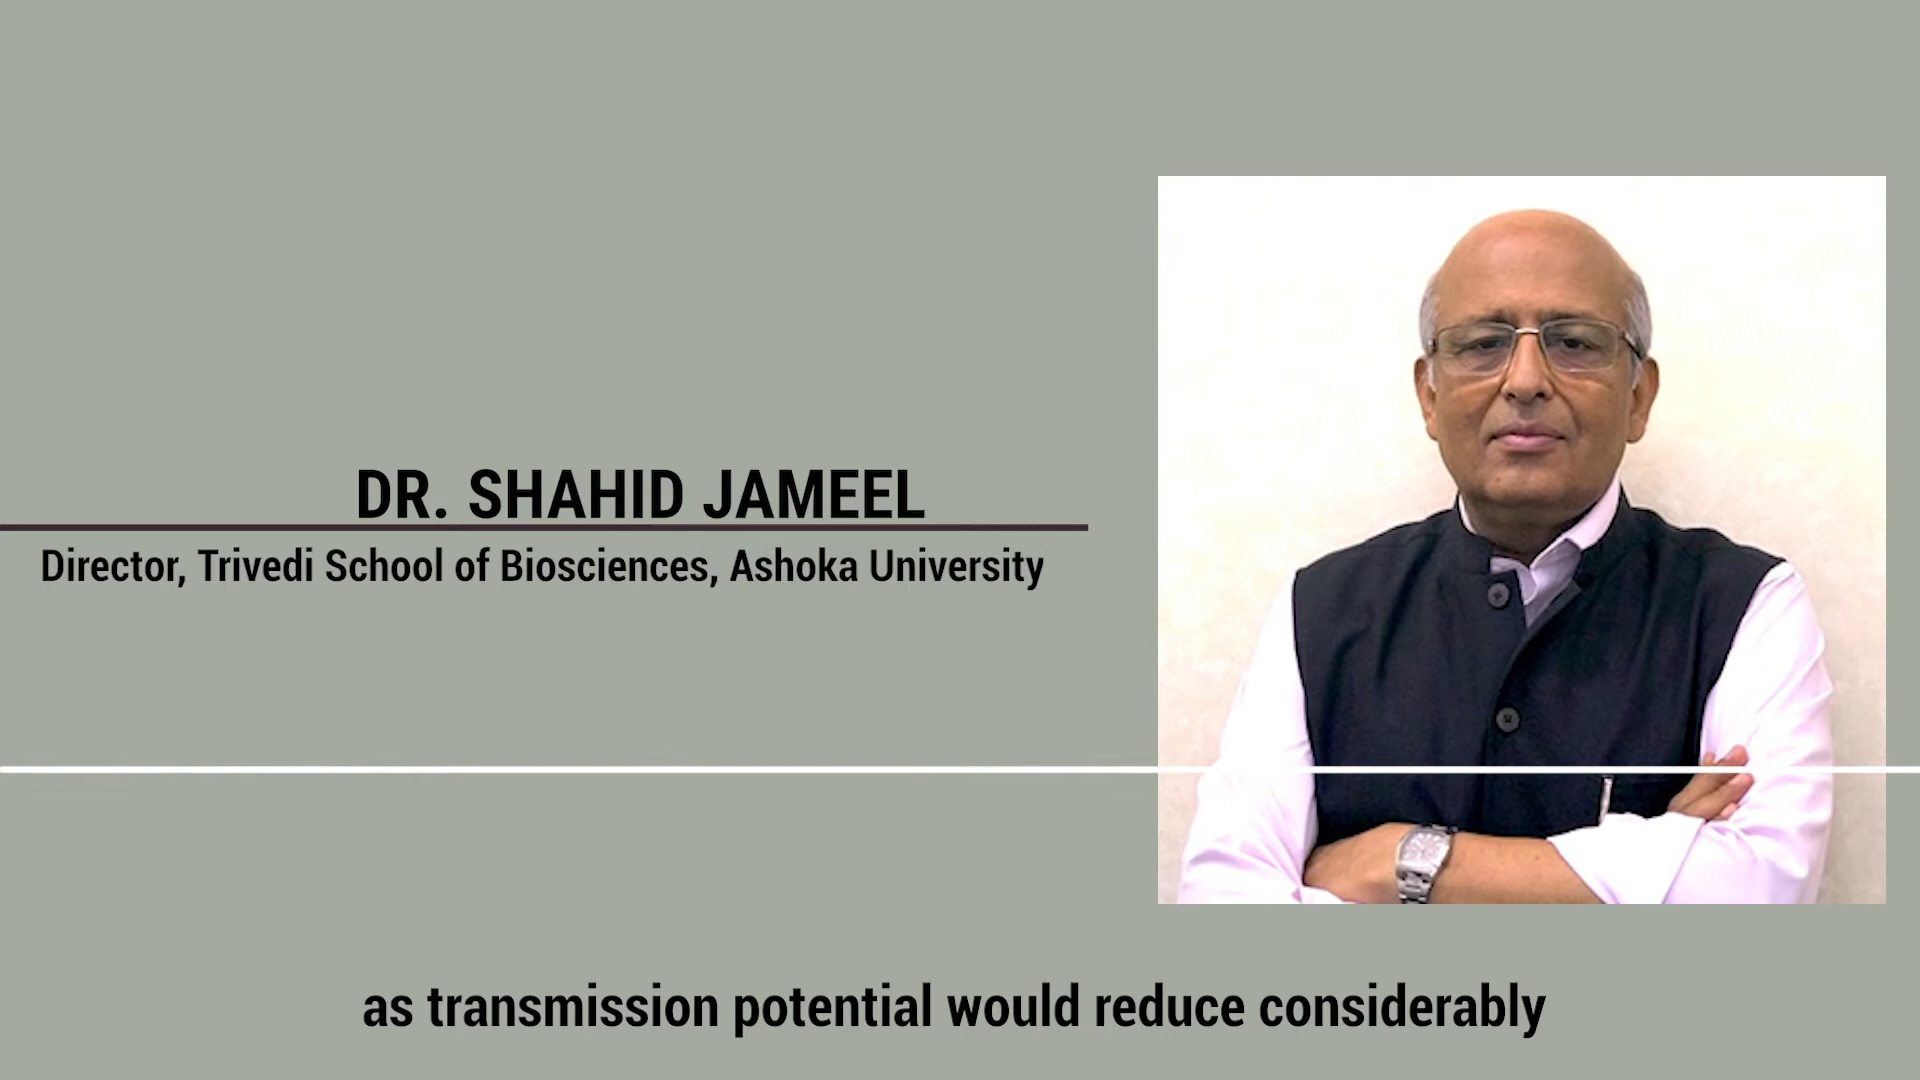 DR. SHAHID JAMEEL
Director, Trivedi School of Biosciences, Ashoka University
as transmission potential would reduce considerably